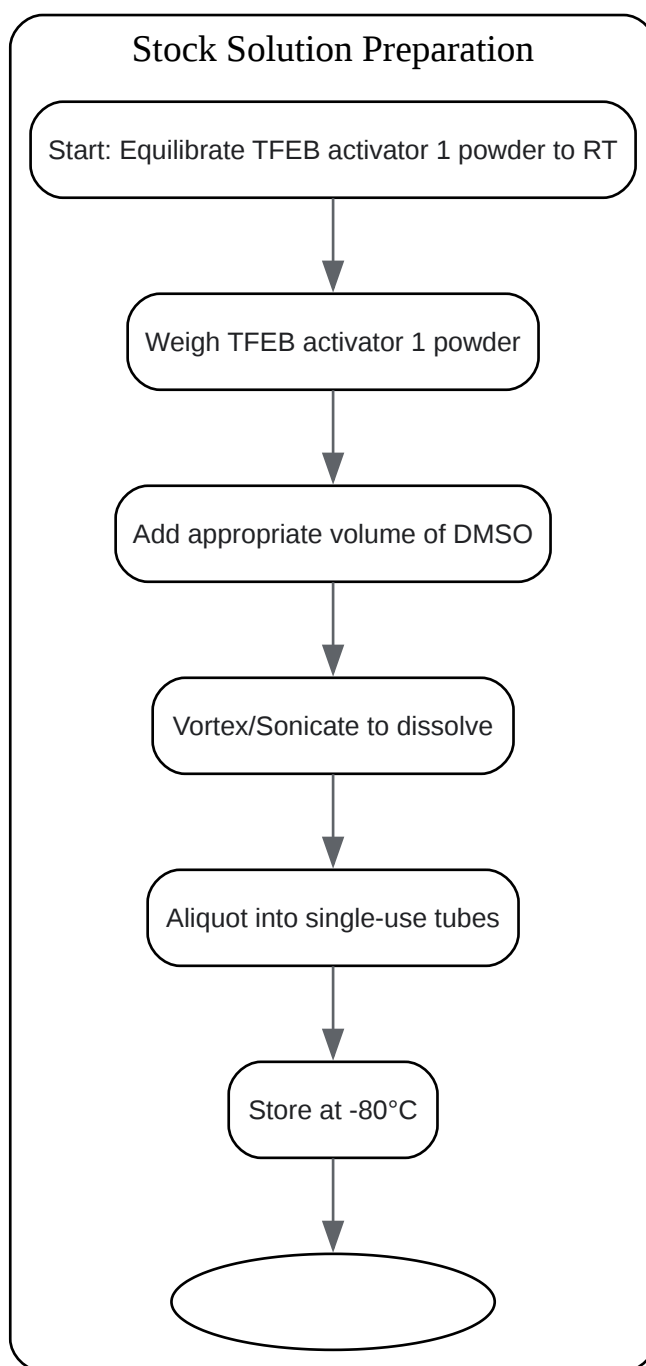 Stock Solution Preparation
Start: Equilibrate TFEB activator 1 powder to RT
Weigh TFEB activator 1 powder
Add appropriate volume of DMSO
Vortex/Sonicate to dissolve
Aliquot into single-use tubes
Store at -80°C